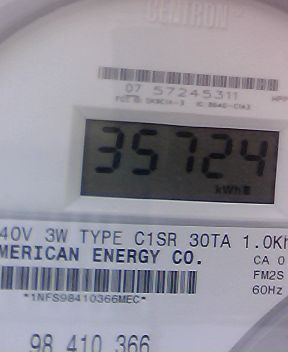 CENTRON
07 57245311
35724
kWh
40V 3W TYPE C1SR 30TA 1.0Kh
MERICAN ENERGY CO.
CA 0
FM2S
60Hz
*1NFS98410366MEC*
98 410 366